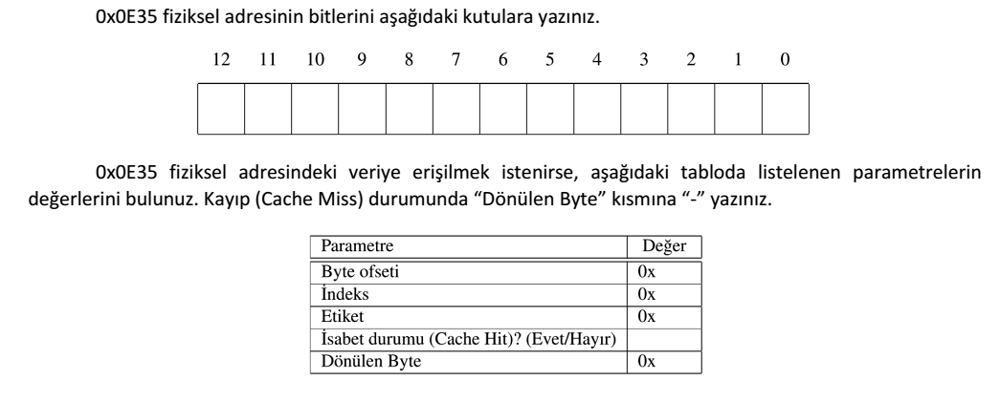 0x0E35 fiziksel adresinin bitlerini aşağıdaki kutulara yazınız.
12 11 10 9 8 7 6 5 4 3 2 1 0
0x0E35 fiziksel adresindeki veriye erişilmek istenirse, aşağıdaki tabloda listelenen parametrelerin
değerlerini bulunuz. Kayıp (Cache Miss) durumunda “Dönülen Byte” kısmına “-” yazınız.
Parametre Değer
Byte ofseti 0x
İndeks 0x
Etiket 0x
İsabet durumu (Cache Hit)? (Evet/Hayır)
Dönülen Byte 0x